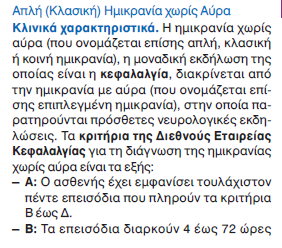 Απλή (Κλασική) Ημικρανία χωρίς Αύρα
Κλινικά χαρακτηριστικά. Η ημικρανία χωρίς
αύρα (που ονομάζεται επίσης απλή, κλασική
ή κοινή ημικρανία), η μοναδική εκδήλωση της
οποίας είναι η κεφαλαλγία, διακρίνεται από
την ημικρανία με αύρα (που ονομάζεται επί-
σης επιπλεγμένη ημικρανία), στην οποία πα-
ρατηρούνται πρόσθετες νευρολογικές εκδη-
λώσεις. Τα κριτήρια της Διεθνούς Εταιρείας
Κεφαλαλγίας για τη διάγνωση της ημικρανίας
χωρίς αύρα είναι τα εξής:
– Α: Ο ασθενής έχει εμφανίσει τουλάχιστον
πέντε επεισόδια που πληρούν τα κριτήρια
Β έως Δ.
– Β: Τα επεισόδια διαρκούν 4 έως 72 ώρες